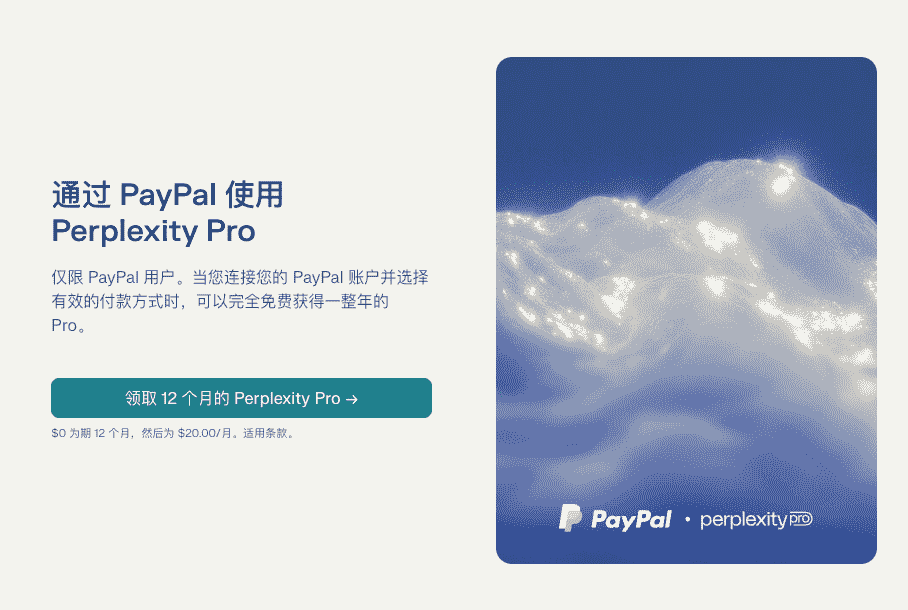 通过 PayPal 使用
Perplexity Pro
仅限 PayPal 用户。当您连接您的 PayPal 账户并选择
有效的付款方式时，可以完全免费获得一整年的
Pro。
领取 12 个月的 Perplexity Pro →
$0 为期 12 个月，然后为 $20.00/月。适用条款。
PayPal • perplexity pro